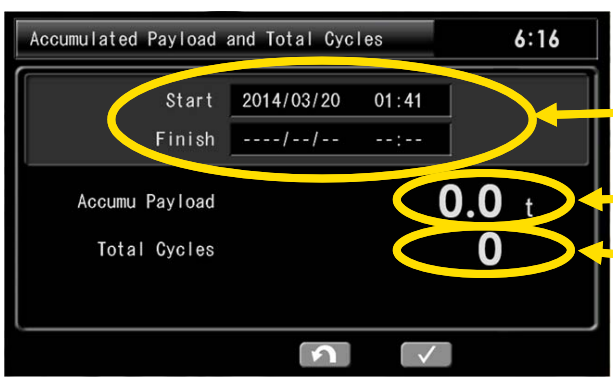 Accumulated Payload and Total Cycles 6:16
Start 2014/03/20 01:41
Finish ----/--/-- --:--
Accumu Payload 0.0 t
Total Cycles 0